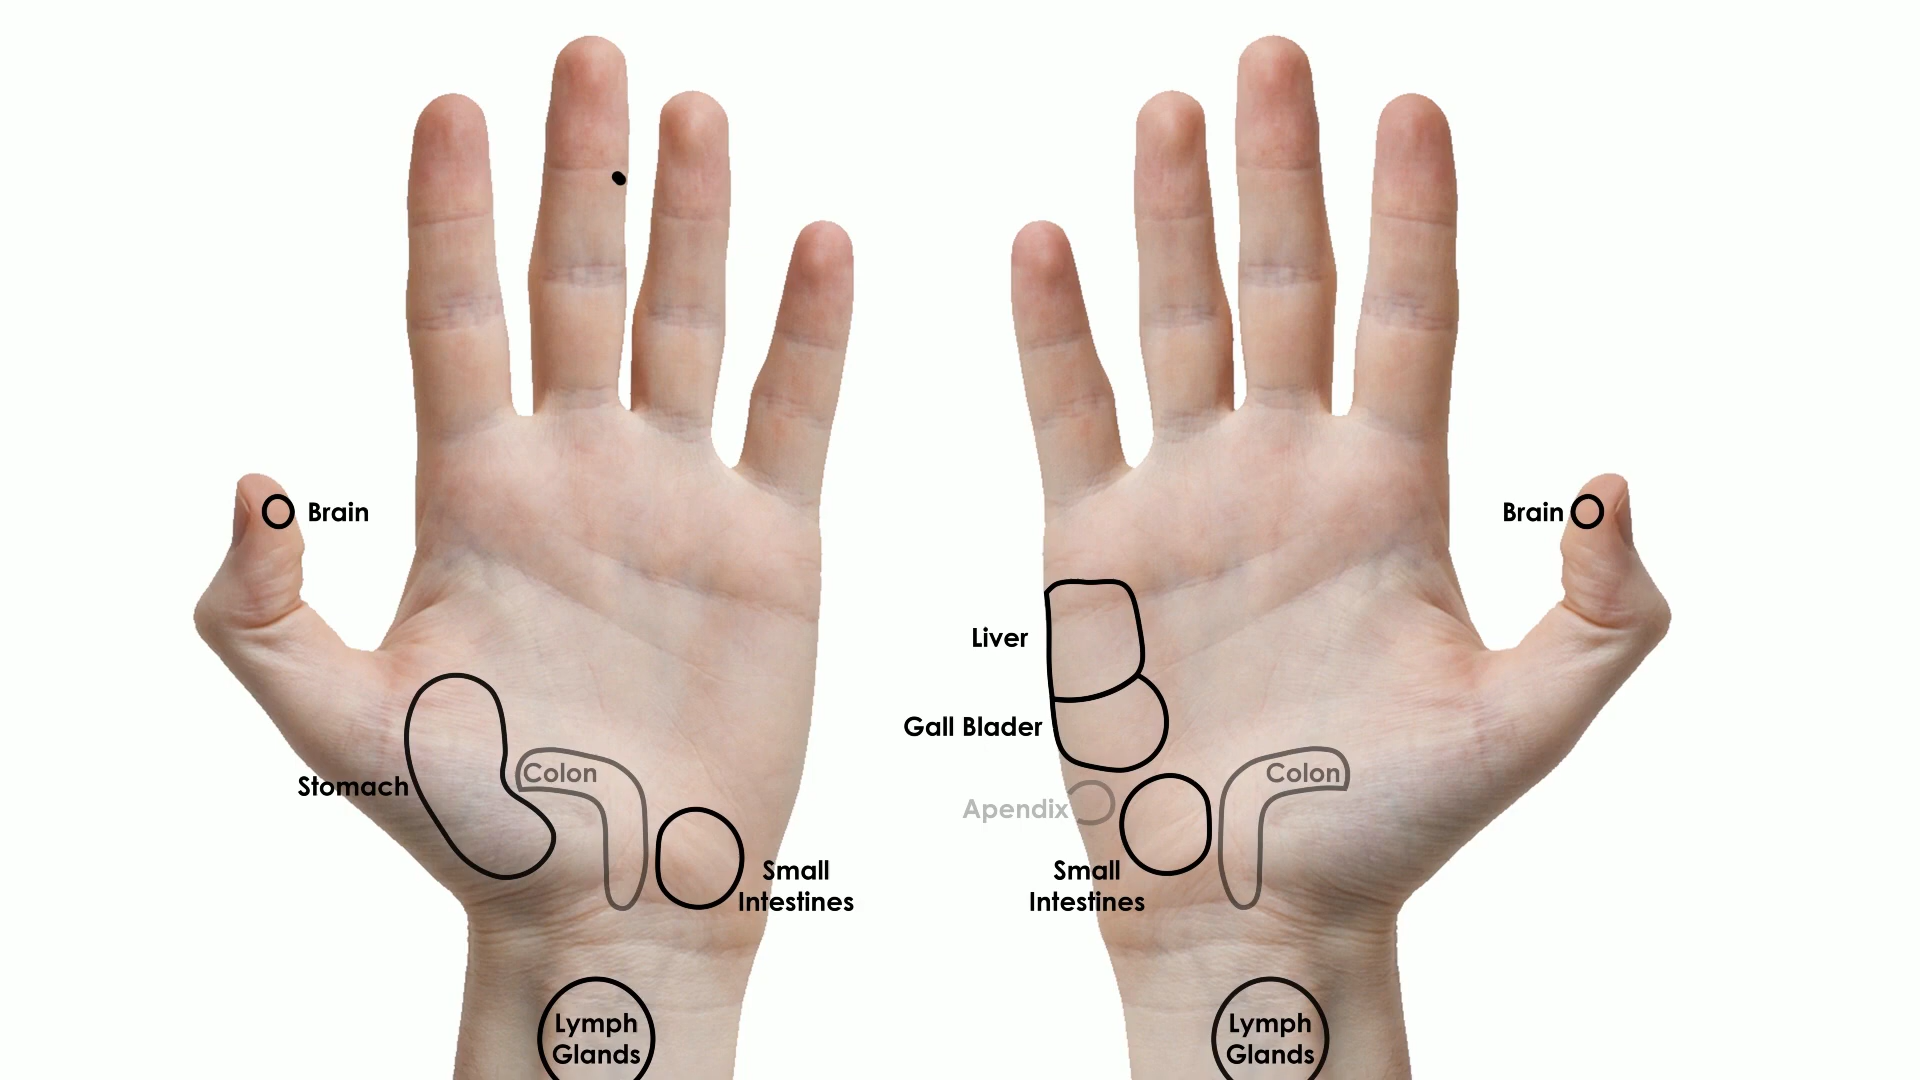 Brain
Stomach
Colon
Small
Intestines
Lymph
Glands
Brain
Liver
Gall Blader
Apendix
Colon
Small
Intestines
Lymph
Glands